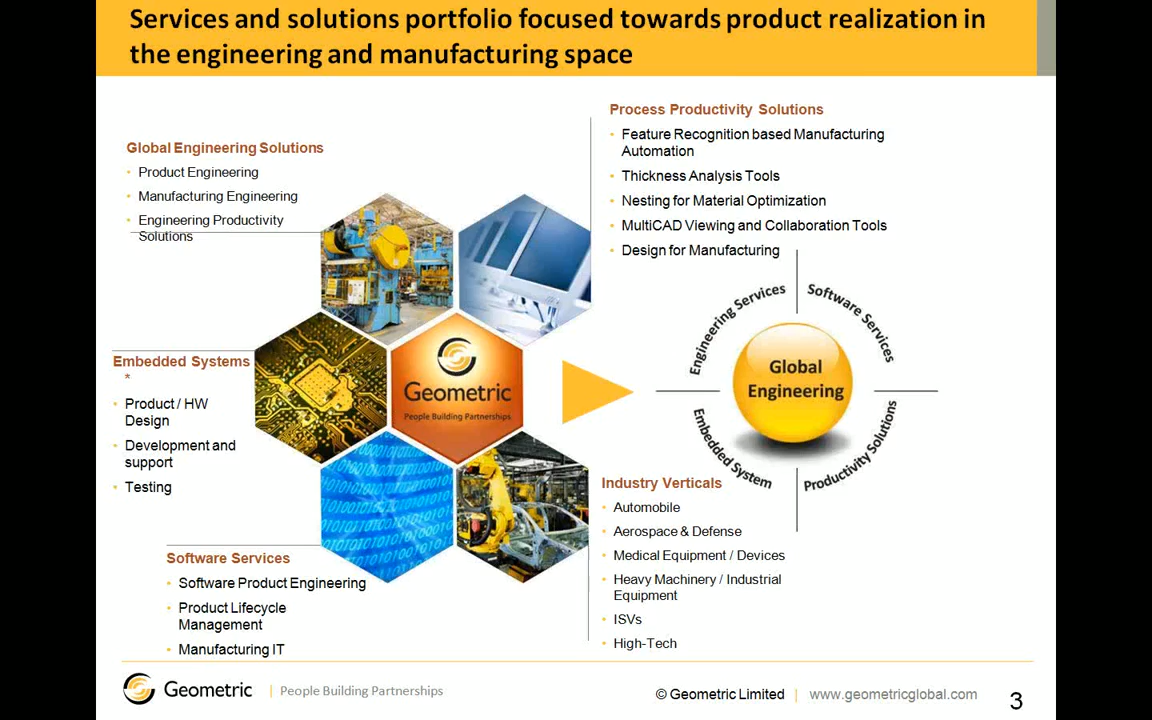 Services and solutions portfolio focused towards product realization in
the engineering and manufacturing space
Global Engineering Solutions
• Product Engineering
• Manufacturing Engineering
• Engineering Productivity
Solutions
Process Productivity Solutions
• Feature Recognition based Manufacturing
Automation
• Thickness Analysis Tools
• Nesting for Material Optimization
• MultiCAD Viewing and Collaboration Tools
• Design for Manufacturing
Embedded Systems
*
• Product / HW
Design
• Development and
support
• Testing
Geometric
People Building Partnerships
Engineering Services
Software Services
Global
Engineering
Embedded System
Productivity Solutions
Software Services
• Software Product Engineering
• Product Lifecycle
Management
• Manufacturing IT
Industry Verticals
• Automobile
• Aerospace & Defense
• Medical Equipment / Devices
• Heavy Machinery / Industrial
Equipment
• ISVs
• High-Tech
Geometric | People Building Partnerships
© Geometric Limited | www.geometricglobal.com
3